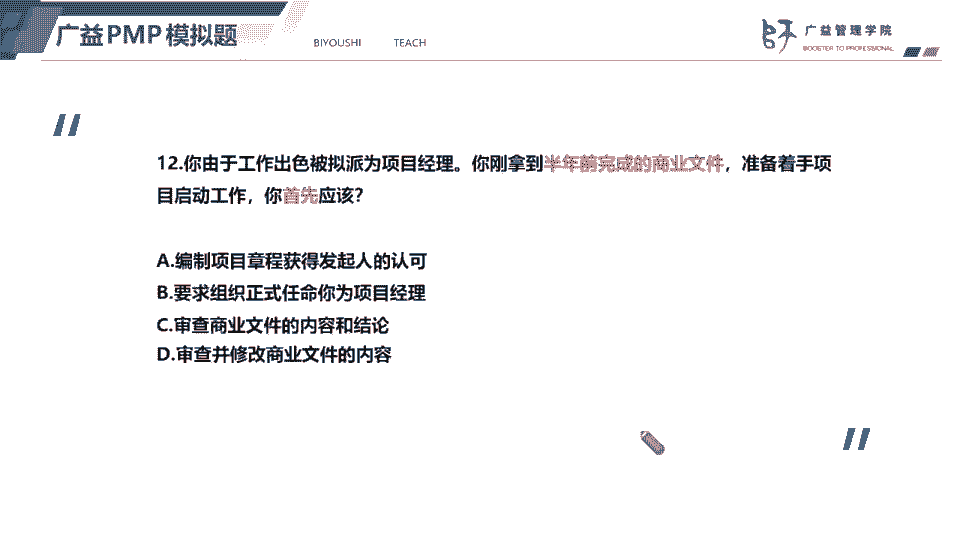 广益PMP模拟题
BIYOUSHI TEACH
广益管理学院
BOOSTER TO PROFESSIONAL
12.你由于工作出色被拟派为项目经理。你刚拿到半年前完成的商业文件，准备着手项
目启动工作，你首先应该？
A.编制项目章程获得发起人的认可
B.要求组织正式任命你为项目经理
C.审查商业文件的内容和结论
D.审查并修改商业文件的内容